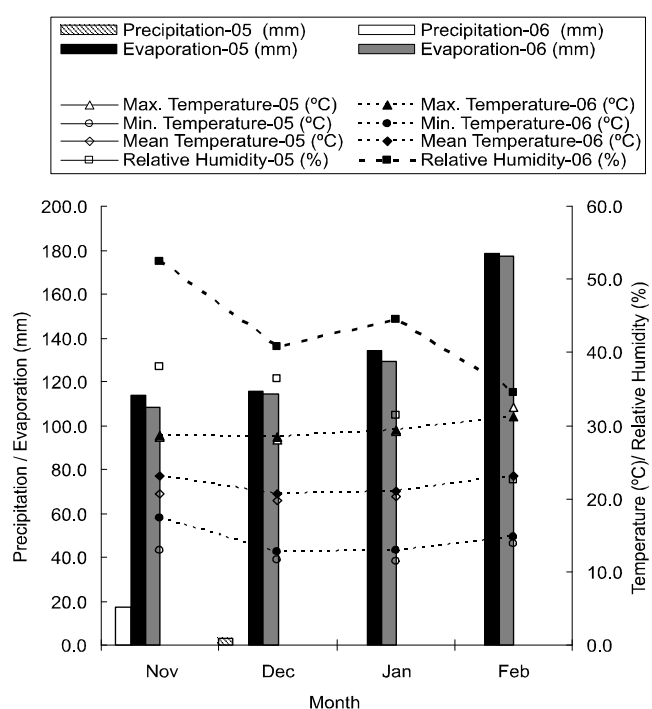 Precipitation-05 (mm) Precipitation-06 (mm)
Evaporation-05 (mm) Evaporation-06 (mm)
Max. Temperature-05 (ºC) Max. Temperature-06 (ºC)
Min. Temperature-05 (ºC) Min. Temperature-06 (ºC)
Mean Temperature-05 (ºC) Mean Temperature-06 (ºC)
Relative Humidity-05 (%) Relative Humidity-06 (%)
200.0 60.0
180.0
160.0 50.0
140.0
120.0 40.0
100.0 30.0
80.0
60.0 20.0
40.0 10.0
20.0
0.0 0.0
Precipitation / Evaporation (mm)
Temperature (ºC)/ Relative Humidity (%)
Nov Dec Jan Feb
Month